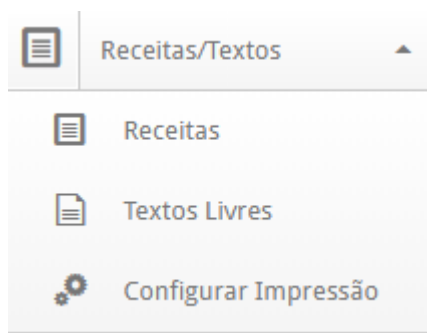 Receitas/Textos
Receitas
Textos Livres
Configurar Impressão